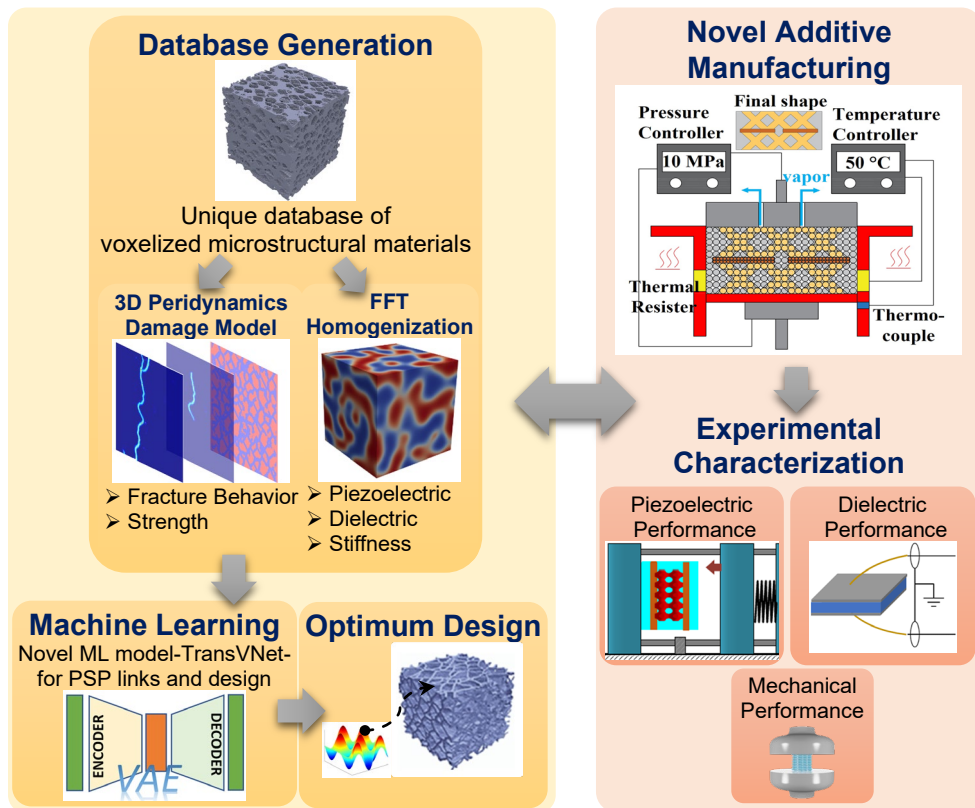 Database Generation
Unique database of
voxelized microstructural materials
3D Peridynamics
Damage Model
FFT
Homogenization
➢ Fracture Behavior
➢ Strength
➢ Piezoelectric
➢ Dielectric
➢ Stiffness
Machine Learning
Novel ML model-TransVNet-
for PSP links and design
ENCODER
DECODER
VAE
Optimum Design
Novel Additive
Manufacturing
Final shape
Pressure
Controller
Temperature
Controller
10 MPa
50 °C
vapor
Thermal
Resister
Thermo-
couple
Experimental
Characterization
Piezoelectric
Performance
Dielectric
Performance
Mechanical
Performance